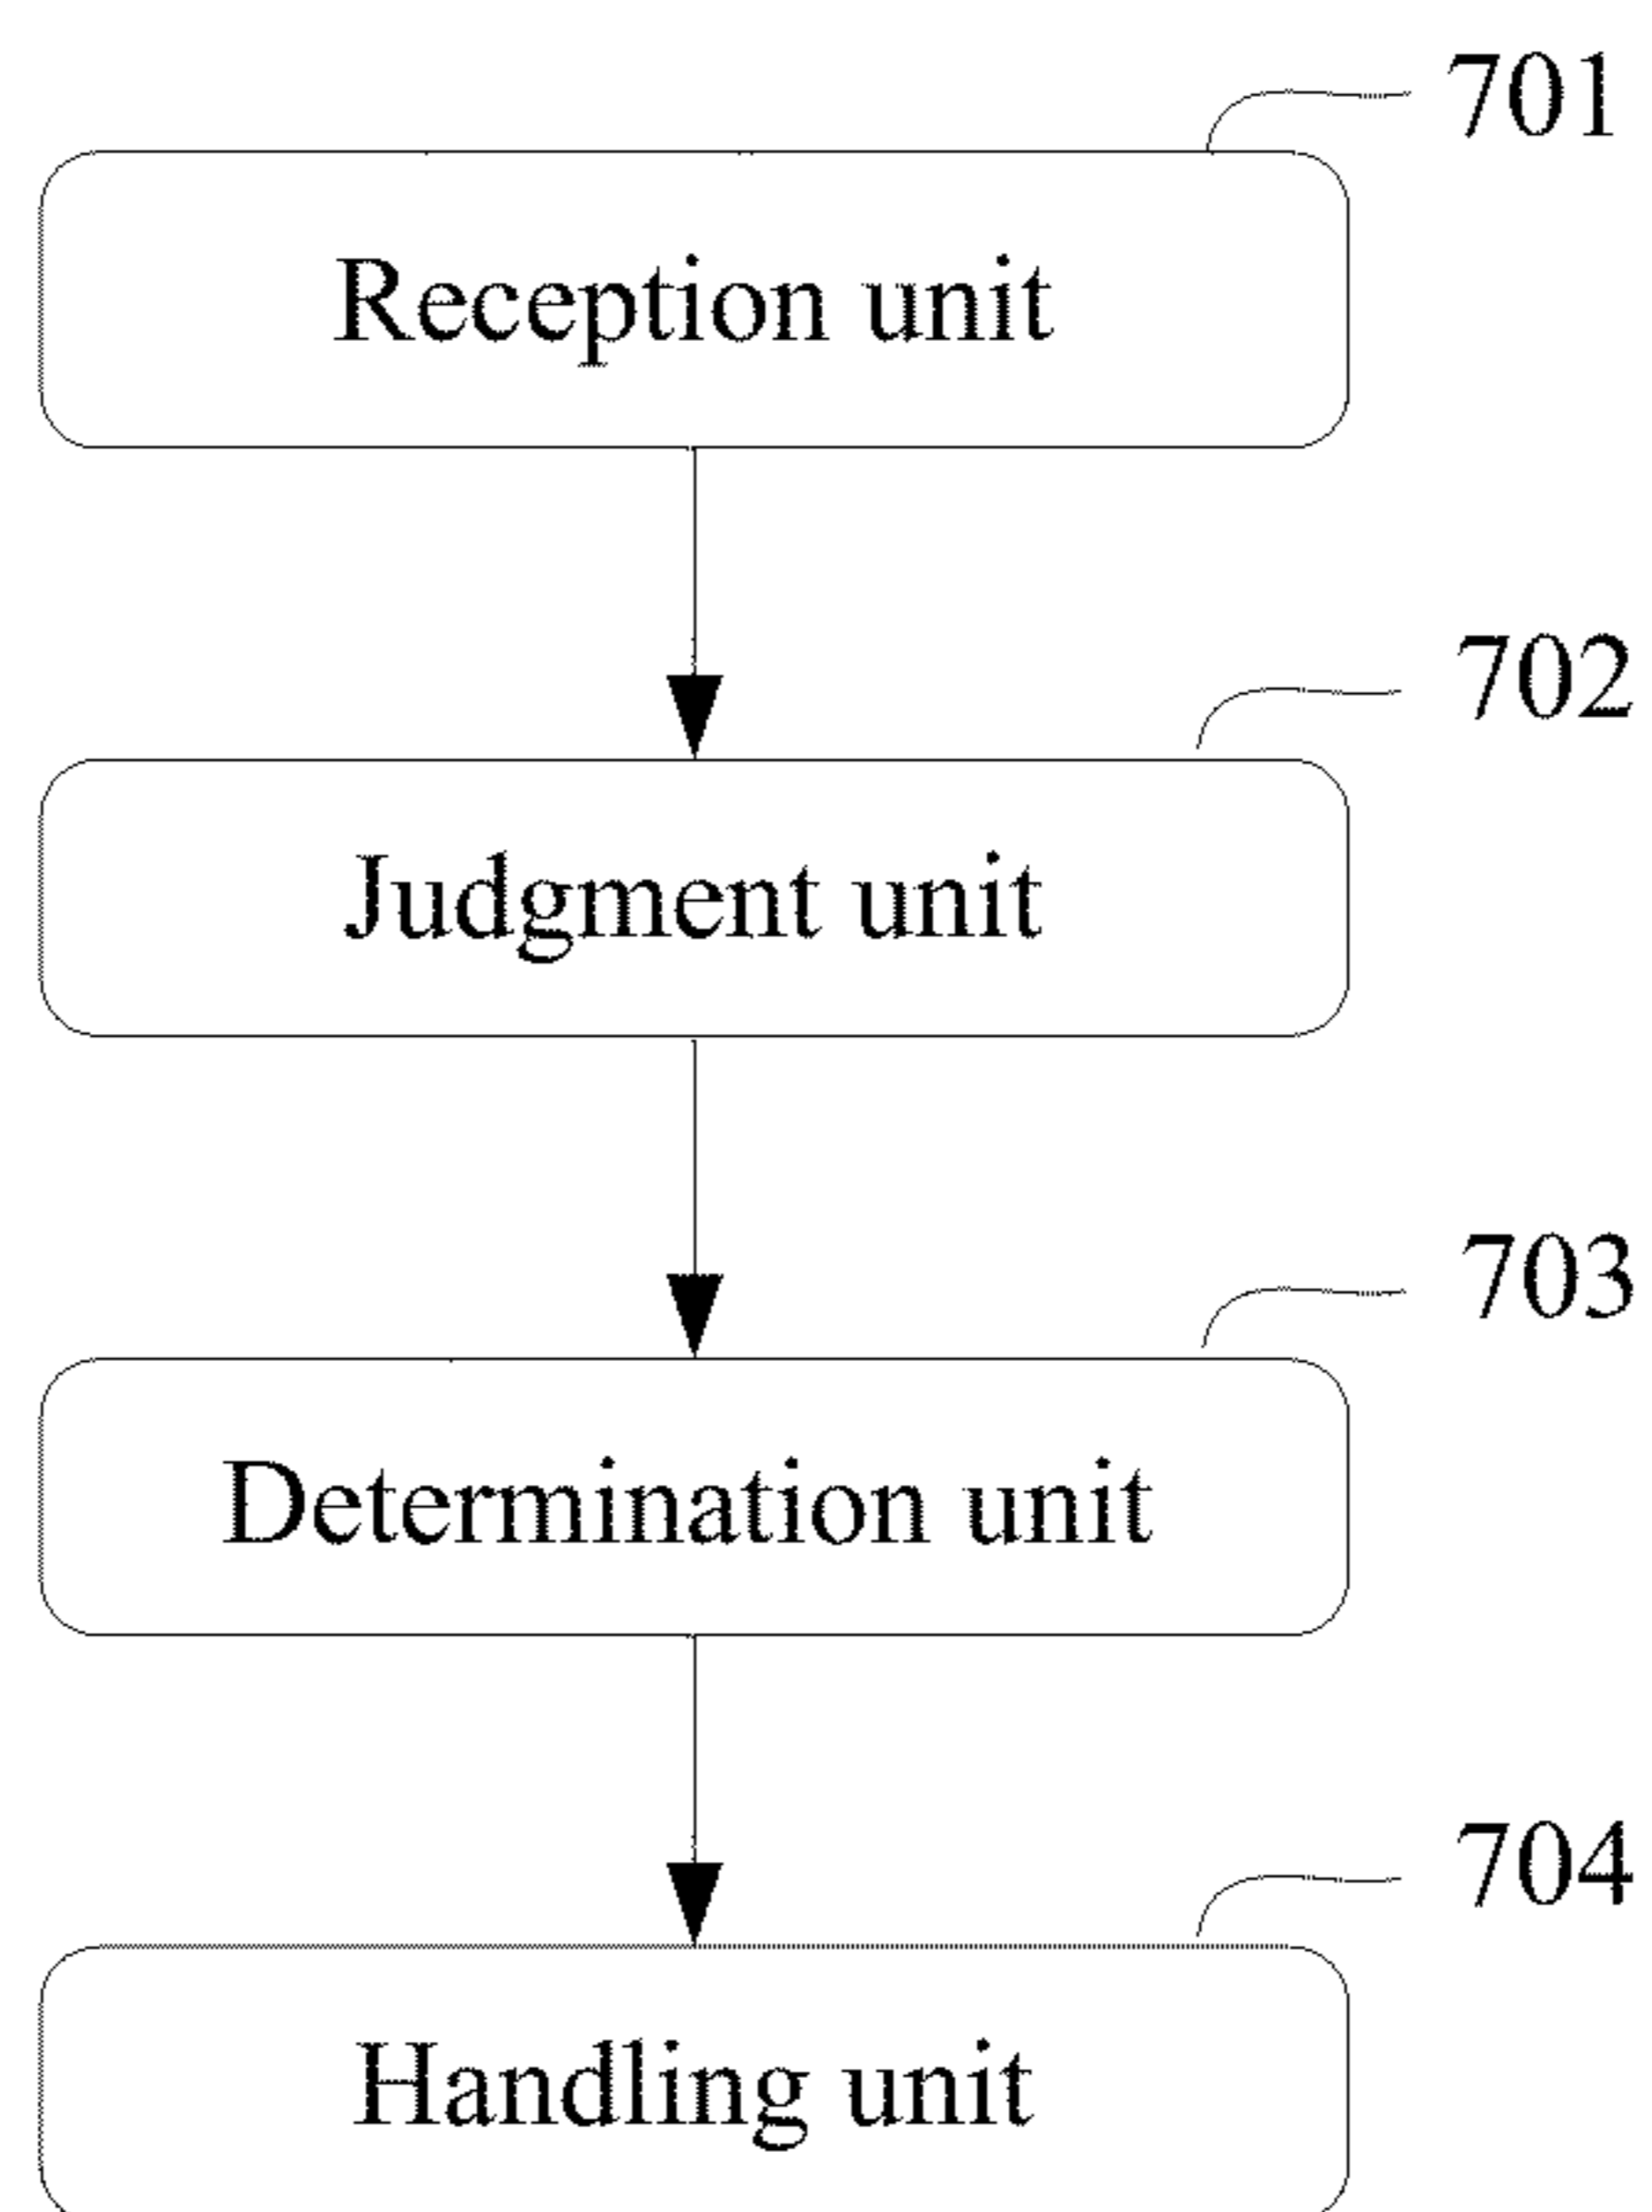 701
Reception unit
702
Judgment unit
703
Determination unit
704
Handling unit